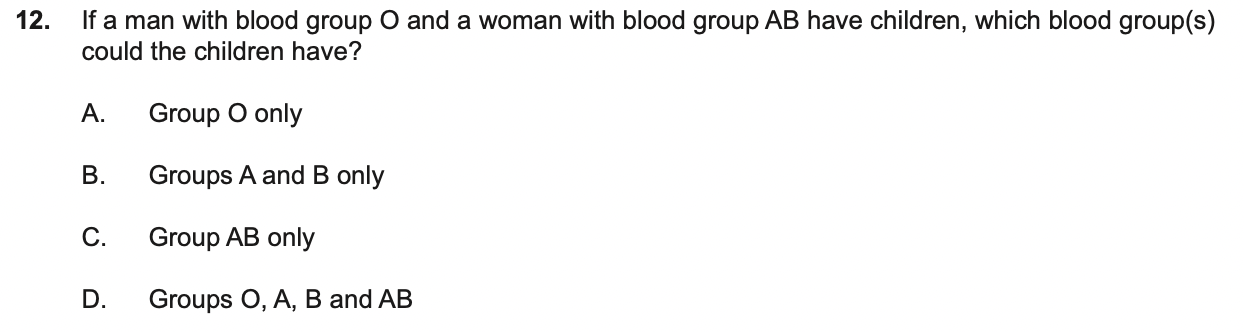 12. If a man with blood group O and a woman with blood group AB have children, which blood group(s)
could the children have?
A. Group O only
B. Groups A and B only
C. Group AB only
D. Groups O, A, B and AB